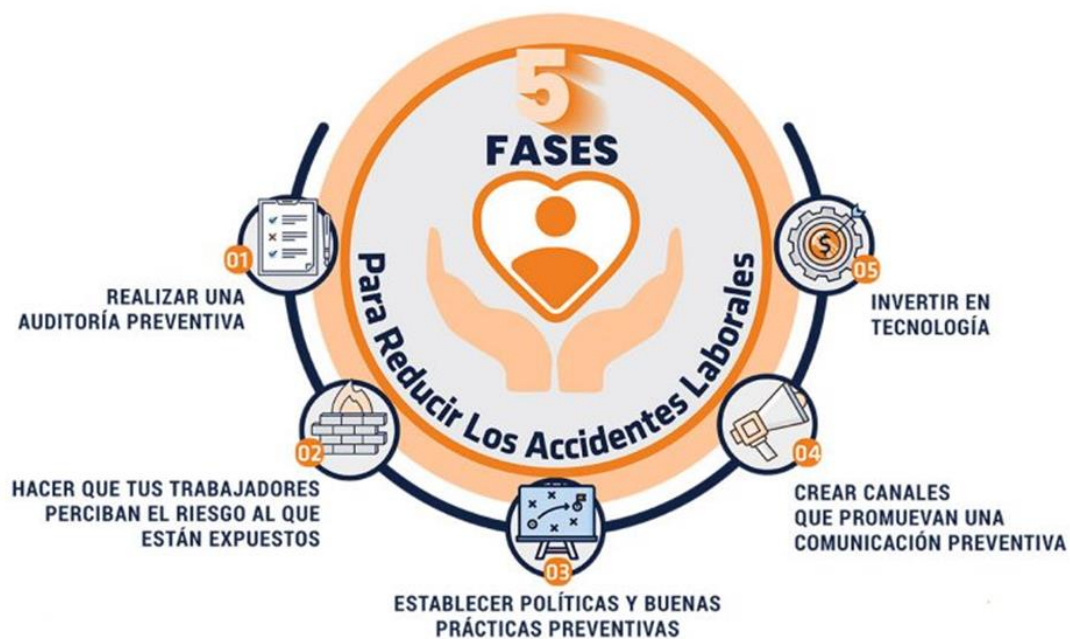 5
FASES
Para Reducir Los Accidentes Laborales
01
REALIZAR UNA
AUDITORÍA PREVENTIVA
02
HACER QUE TUS TRABAJADORES
PERCIBAN EL RIESGO AL QUE
ESTÁN EXPUESTOS
03
ESTABLECER POLÍTICAS Y BUENAS
PRÁCTICAS PREVENTIVAS
04
CREAR CANALES
QUE PROMUEVAN UNA
COMUNICACIÓN PREVENTIVA
$
05
INVERTIR EN
TECNOLOGÍA